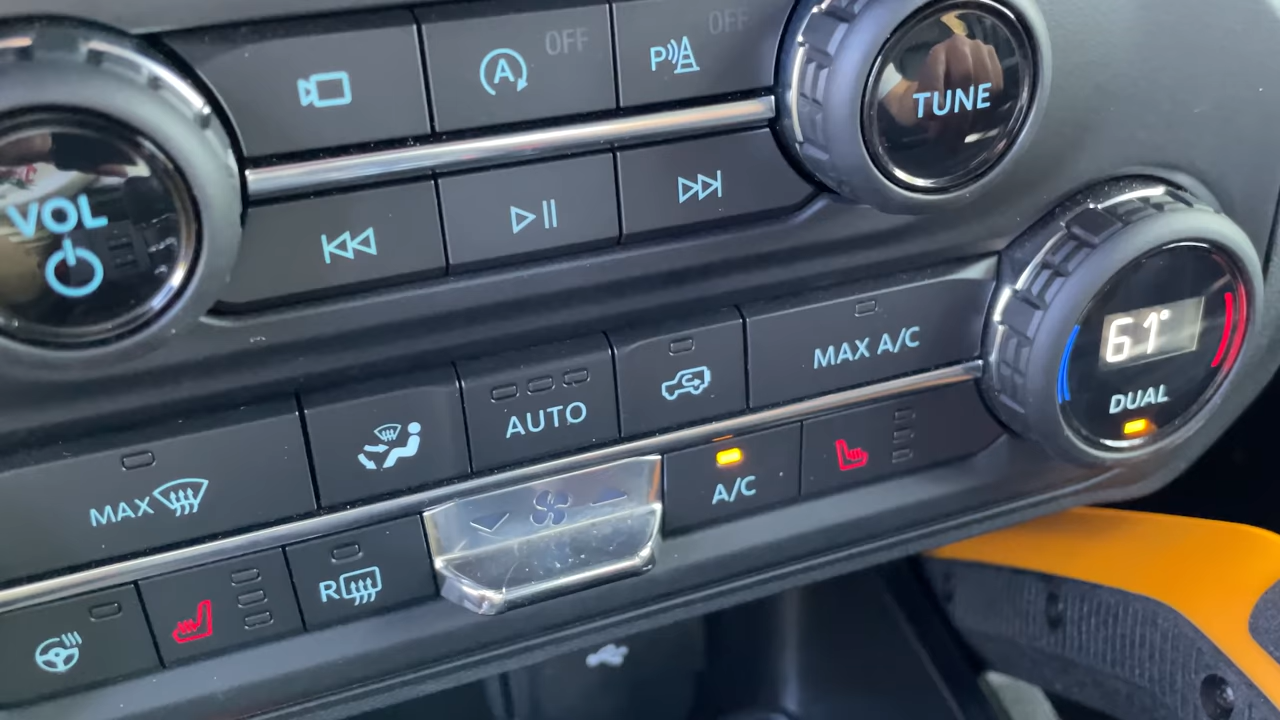 OFF
OFF
A
P
TUNE
VOL
61°
DUAL
MAX A/C
AUTO
MAX
A/C
R